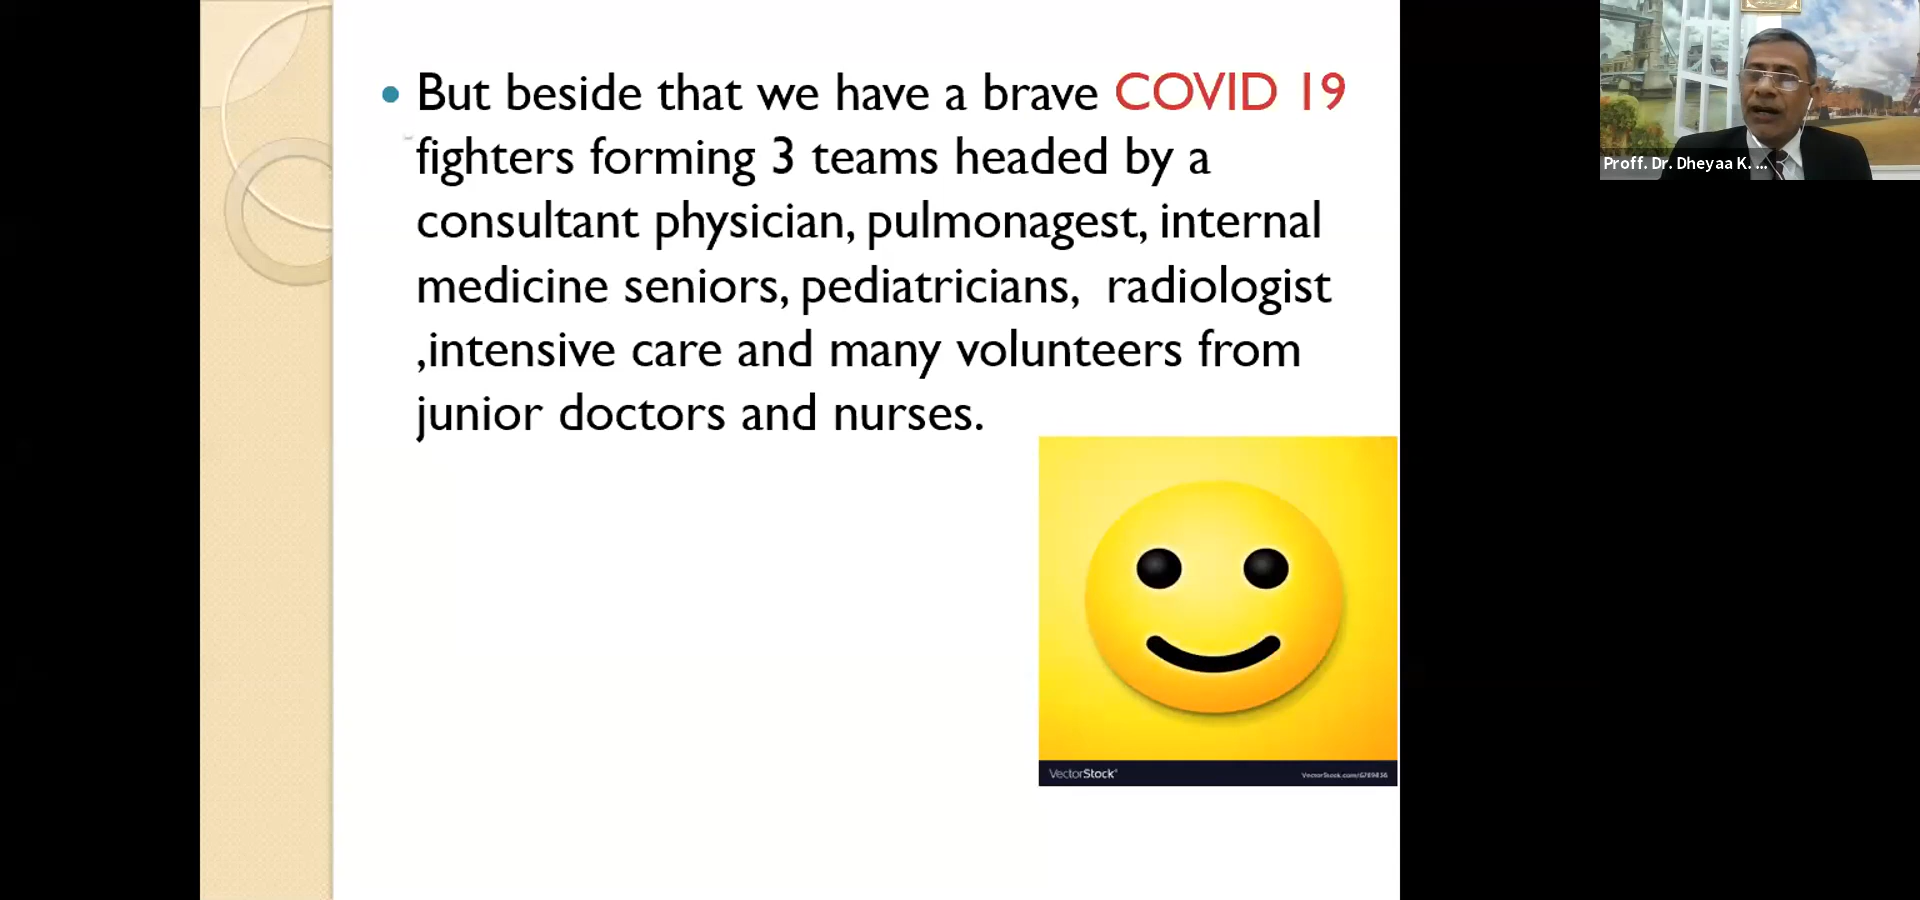 But beside that we have a brave COVID 19
fighters forming 3 teams headed by a
consultant physician, pulmonagest, internal
medicine seniors, pediatricians,  radiologist
,intensive care and many volunteers from
junior doctors and nurses.
VectorStock®
VectorStock.com/6789436
Proff. Dr. Dheyaa K. ...